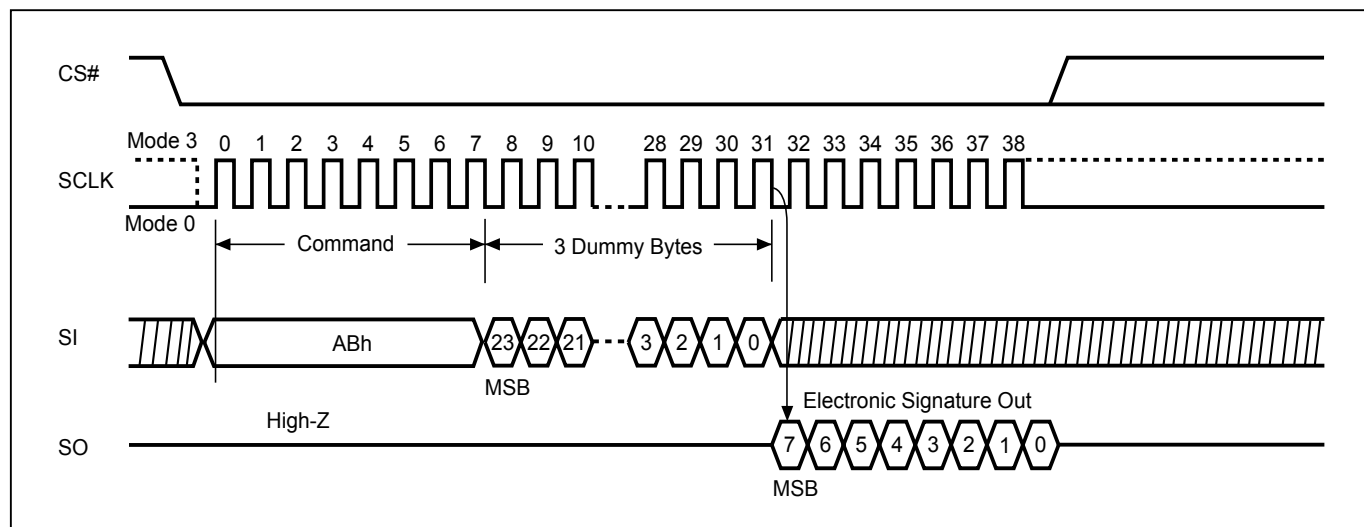 CS#
Mode 3 0 1 2 3 4 5 6 7 8 9 10 28 29 30 31 32 33 34 35 36 37 38
SCLK
Mode 0
Command 3 Dummy Bytes
SI ABh 23 22 21 3 2 1 0
MSB
Electronic Signature Out
High-Z
SO 7 6 5 4 3 2 1 0
MSB